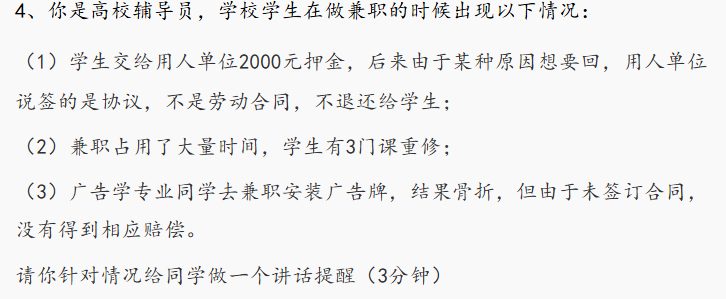 4、你是高校辅导员，学校学生在做兼职的时候出现以下情况：
（1）学生交给用人单位2000元押金，后来由于某种原因想要回，用人单位
说签的是协议，不是劳动合同，不退还给学生；
（2）兼职占用了大量时间，学生有3门课重修；
（3）广告学专业同学去兼职安装广告牌，结果骨折，但由于未签订合同，
没有得到相应赔偿。
请你针对情况给同学做一个讲话提醒（3分钟）